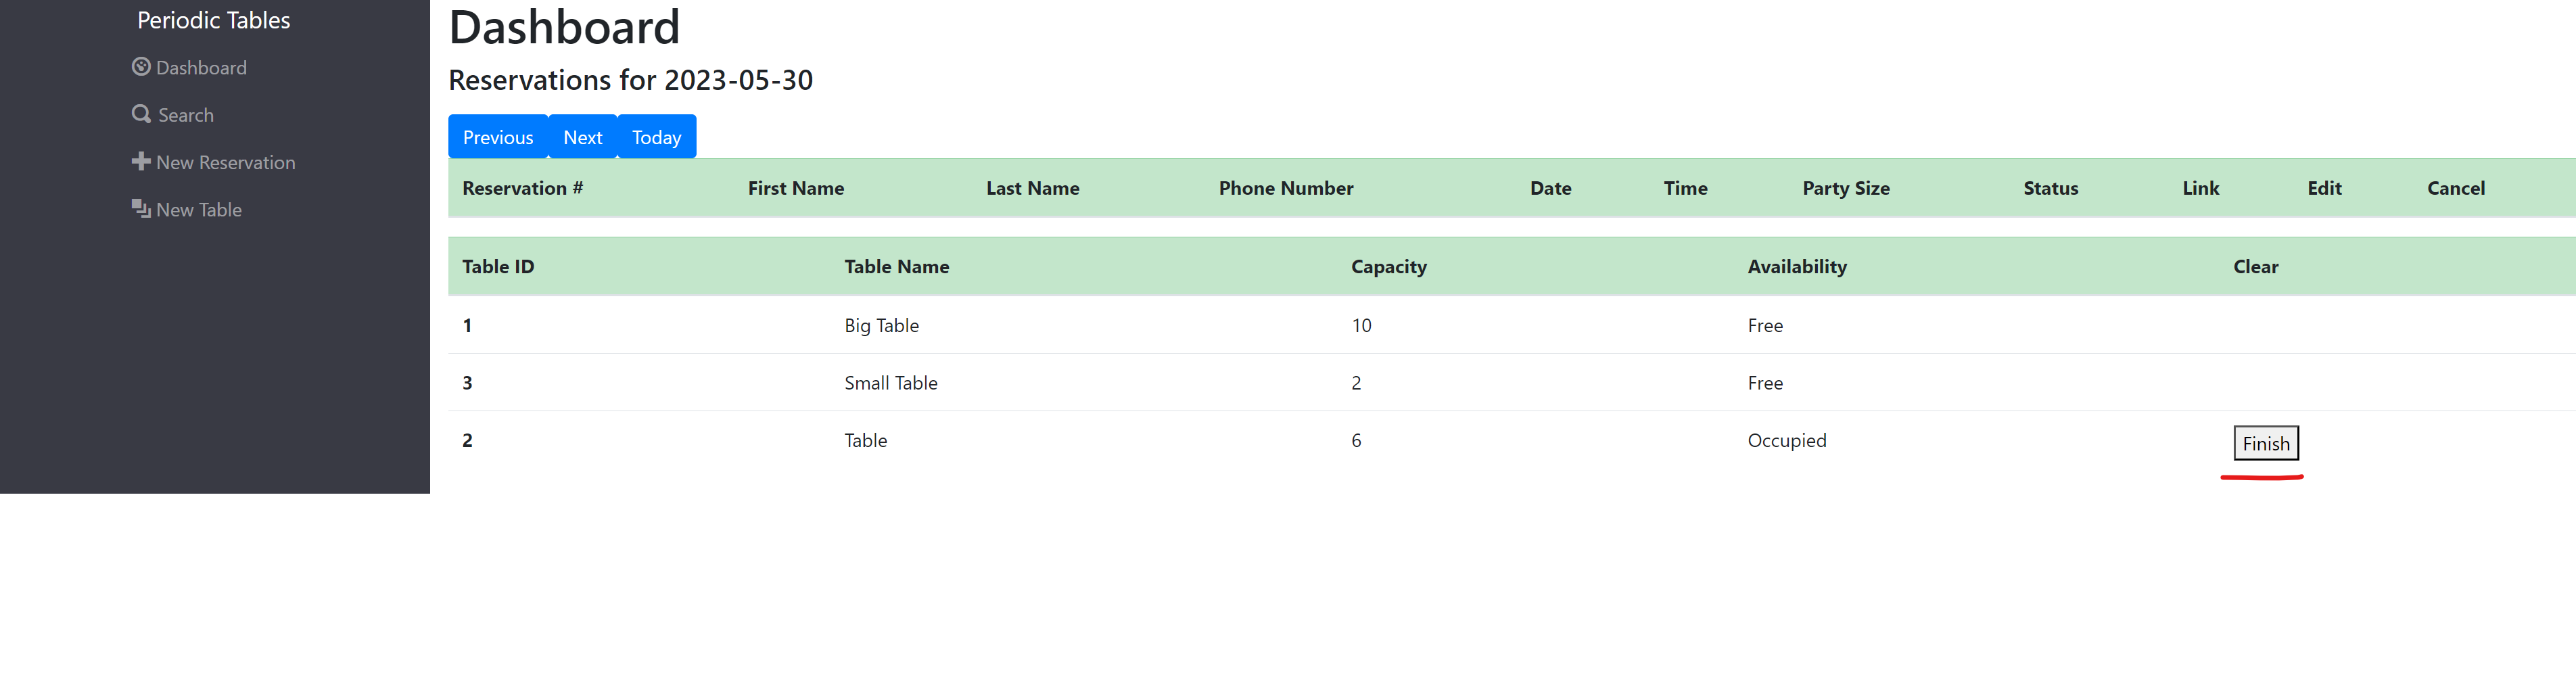 Periodic Tables
Dashboard
Search
New Reservation
New Table
Dashboard
Reservations for 2023-05-30
Previous Next Today
Reservation # First Name Last Name Phone Number Date Time Party Size Status Link Edit Cancel
Table ID Table Name Capacity Availability Clear
1 Big Table 10 Free
3 Small Table 2 Free
2 Table 6 Occupied Finish